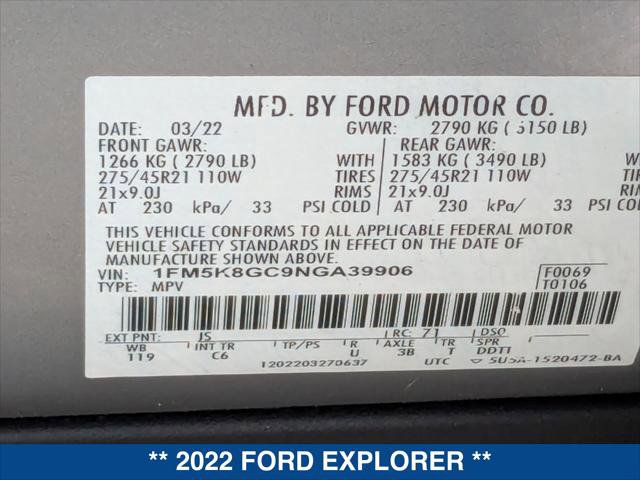 MFD. BY FORD MOTOR CO.
DATE: 03/22 GVWR: 2790 KG ( 6150 LB)
FRONT GAWR: REAR GAWR:
1266 KG ( 2790 LB) WITH 1583 KG ( 3490 LB) WI
275/45R21 110W TIRES 275/45R21 110W TI
21x9.0J RIMS 21x9.0J RI
AT 230 kPa/ 33 PSI COLD AT 230 kPa/ 33 PSI CO
THIS VEHICLE CONFORMS TO ALL APPLICABLE FEDERAL MOTOR
VEHICLE SAFETY STANDARDS IN EFFECT ON THE DATE OF
MANUFACTURE SHOWN ABOVE.
VIN: 1FM5K8GC9NGA39906 F0069
TYPE: MPV T0106
EXT PNT: JS RC: 71 DSO
WB INT TR TP/PS R AXLE TR SPR
119 C6 U 3B T DDTT
1202203270637 UTC 5U5A-1520472-BA
** 2022 FORD EXPLORER **